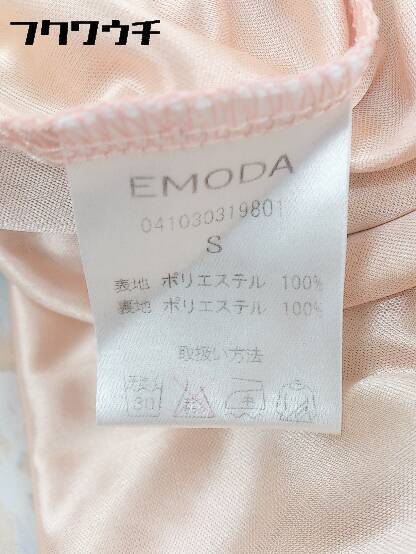 フクワウチ
EMODA
041030319801
S
表地 ポリエステル 100%
裏地 ポリエステル 100%
取扱い方法
30